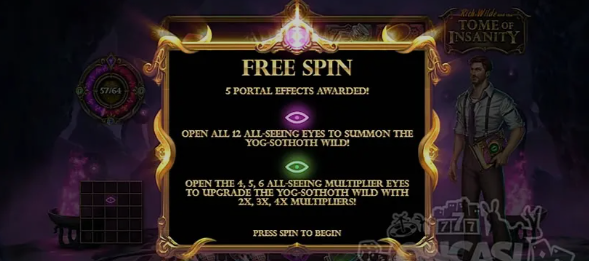 Rich Wilde AND THE
TOME OF
INSANITY
FREE SPIN
57/64
5 PORTAL EFFECTS AWARDED!
OPEN ALL 12 ALL-SEEING EYES TO SUMMON THE
YOG-SOTHOTH WILD!
OPEN THE 4, 5, 6 ALL-SEEING MULTIPLIER EYES
TO UPGRADE THE YOG-SOTHOTH WILD WITH
2X, 3X, 4X MULTIPLIERS!
777
PRESS SPIN TO BEGIN